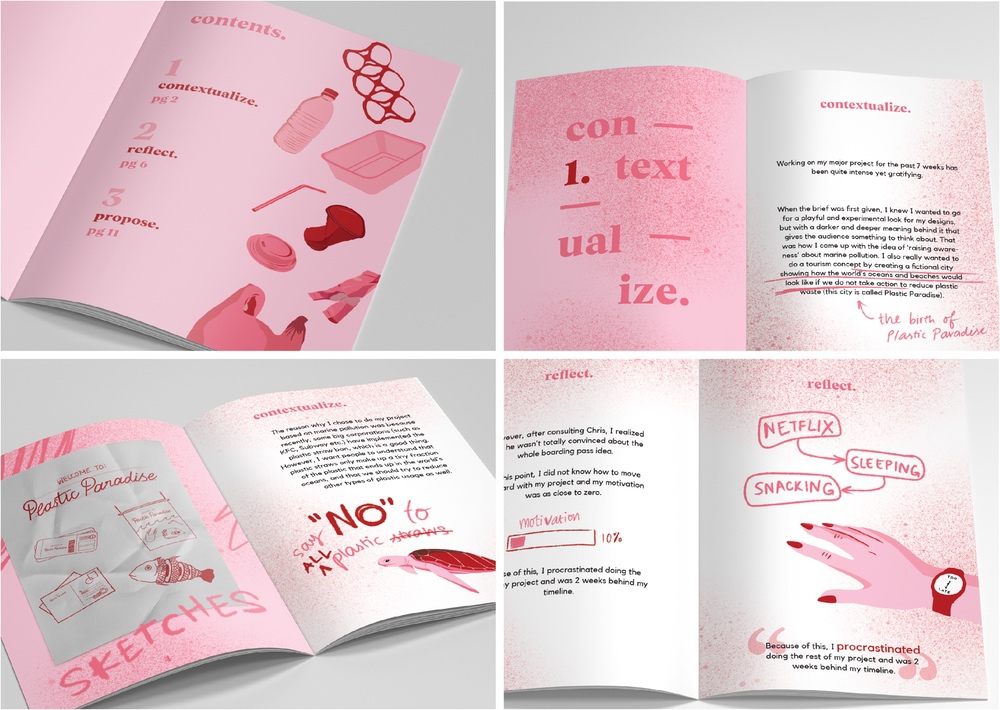 contents.
1
contextualize.
pg 2
2
reflect.
pg 6
3
propose.
pg 11
con —
1. text
—
ual —
ize.
contextualize.
Working on my major project for the past 7 weeks has
been quite intense yet gratifying.
When the brief was first given, I knew I wanted to go
for a playful and experimental look for my designs,
but with a darker and deeper meaning behind it that
gives the audience something to think about. That
was how I came up with the idea of 'raising aware-
ness' about marine pollution. I also really wanted to
do a tourism concept by creating a fictional city
showing how the world's oceans and beaches would
look like if we do not take action to reduce plastic
waste (this city is called Plastic Paradise).
the birth of
Plastic Paradise
WELCOME TO:
Plastic Paradise
SKETCHES
contextualize.
The reason why I chose to do my project
based on marine pollution was because
recently, some big corporations (such as
KFC, Subway etc.) have implemented the
plastic straw ban, which is a good thing.
However, I want people to understand that
plastic straws only make up a tiny fraction
of the plastic that ends up in the world's
oceans, and that we should try to reduce
other types of plastic usage as well.
say "NO" to
ALL plastic straws
reflect.
vever, after consulting Chris, I realized
he wasn't totally convinced about the
whole boarding pass idea.
his point, I did not know how to move
ard with my project and my motivation
was as close to zero.
motivation
10%
se of this, I procrastinated doing the
y project and was 2 weeks behind my
timeline.
reflect.
NETFLIX
SLEEPING
SNACKING
TOO
LATE
“Because of this, I procrastinated
doing the rest of my project and was 2
weeks behind my timeline.”